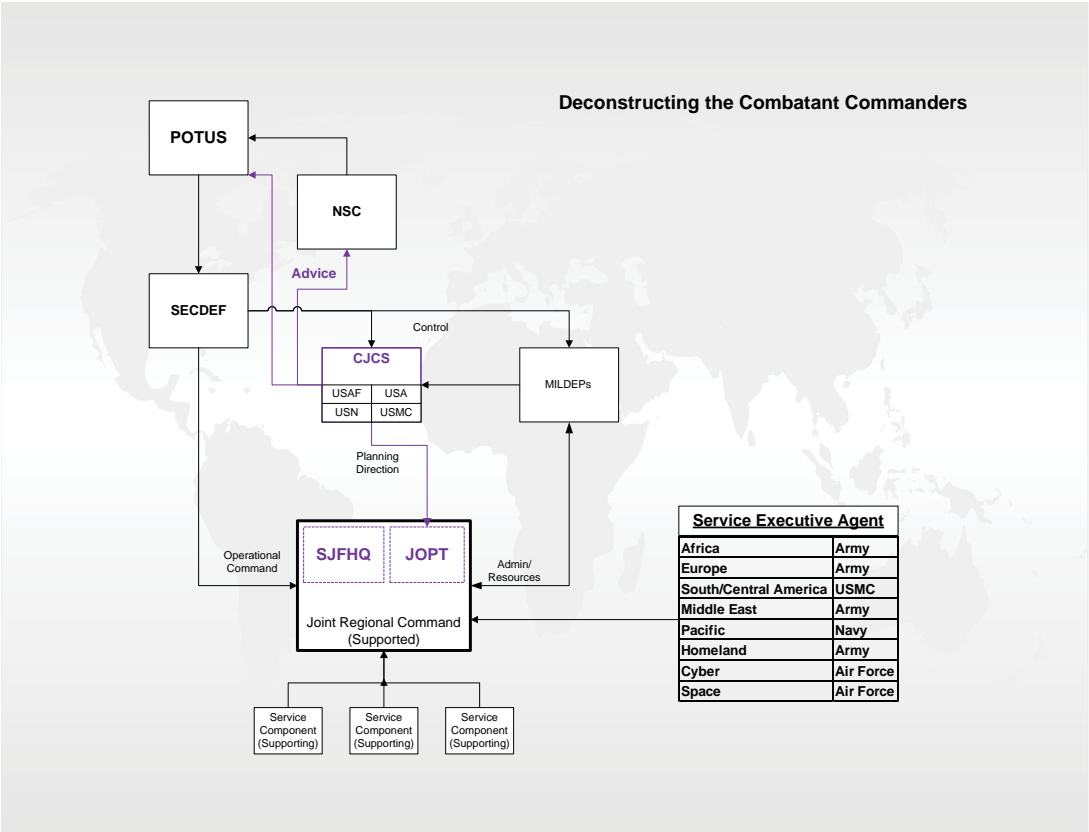 Deconstructing the Combatant Commanders
POTUS
NSC
Advice
SECDEF
Control
CJCS
USAF USA
USN USMC
MILDEPs
Planning
Direction
Operational
Command
SJFHQ JOPT
Joint Regional Command
(Supported)
Admin/
Resources
Service Executive Agent
Africa Army
Europe Army
South/Central America USMC
Middle East Army
Pacific Navy
Homeland Army
Cyber Air Force
Space Air Force
Service
Component
(Supporting)
Service
Component
(Supporting)
Service
Component
(Supporting)